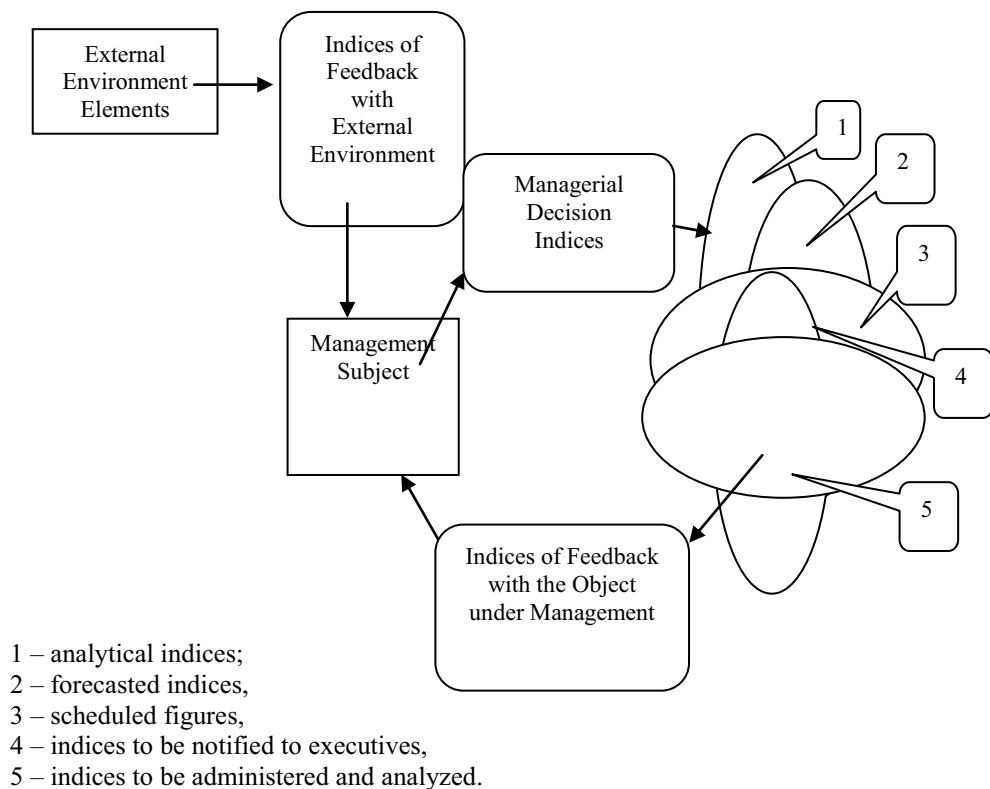 External
Environment
Elements
Indices of
Feedback
with
External
Environment
Managerial
Decision
Indices
1
2
3
4
5
Management
Subject
Indices of Feedback
with the Object
under Management
1 – analytical indices;
2 – forecasted indices,
3 – scheduled figures,
4 – indices to be notified to executives,
5 – indices to be administered and analyzed.